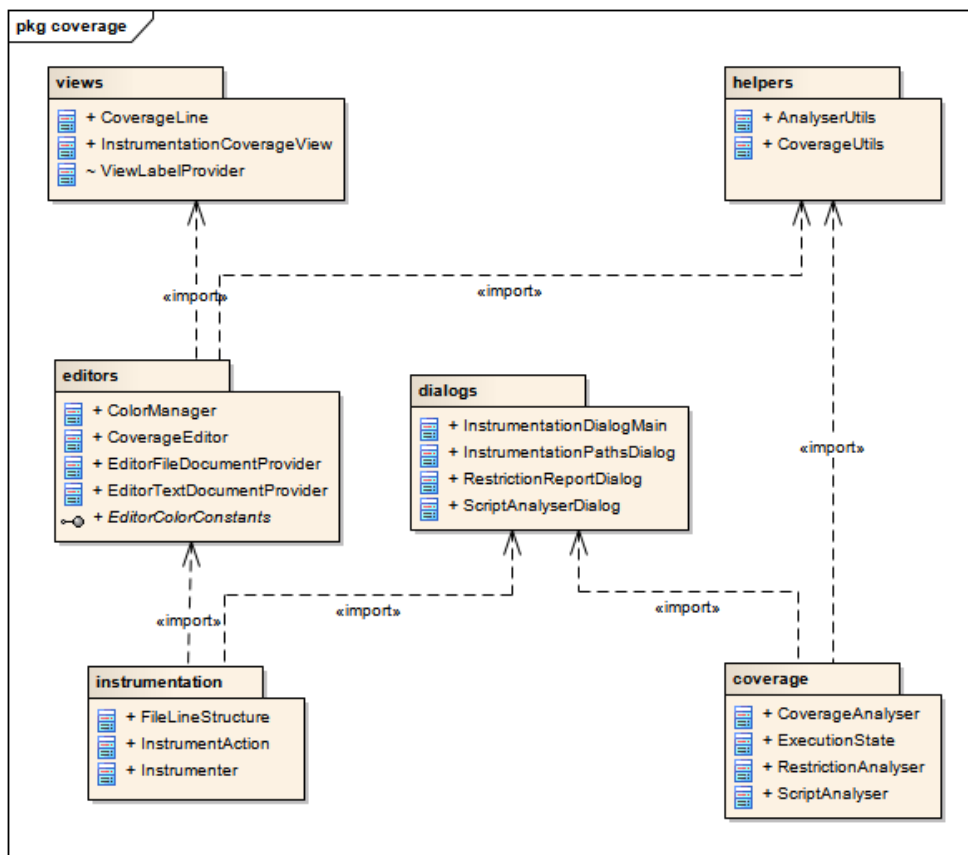 pkg coverage
views
+ CoverageLine
+ InstrumentationCoverageView
~ ViewLabelProvider
helpers
+ AnalyserUtils
+ CoverageUtils
«import»
«import»
editors
+ ColorManager
+ CoverageEditor
+ EditorFileDocumentProvider
+ EditorTextDocumentProvider
+ EditorColorConstants
dialogs
+ InstrumentationDialogMain
+ InstrumentationPathsDialog
+ RestrictionReportDialog
+ ScriptAnalyserDialog
«import»
«import»
«import»
«import»
instrumentation
+ FileLineStructure
+ InstrumentAction
+ Instrumenter
coverage
+ CoverageAnalyser
+ ExecutionState
+ RestrictionAnalyser
+ ScriptAnalyser